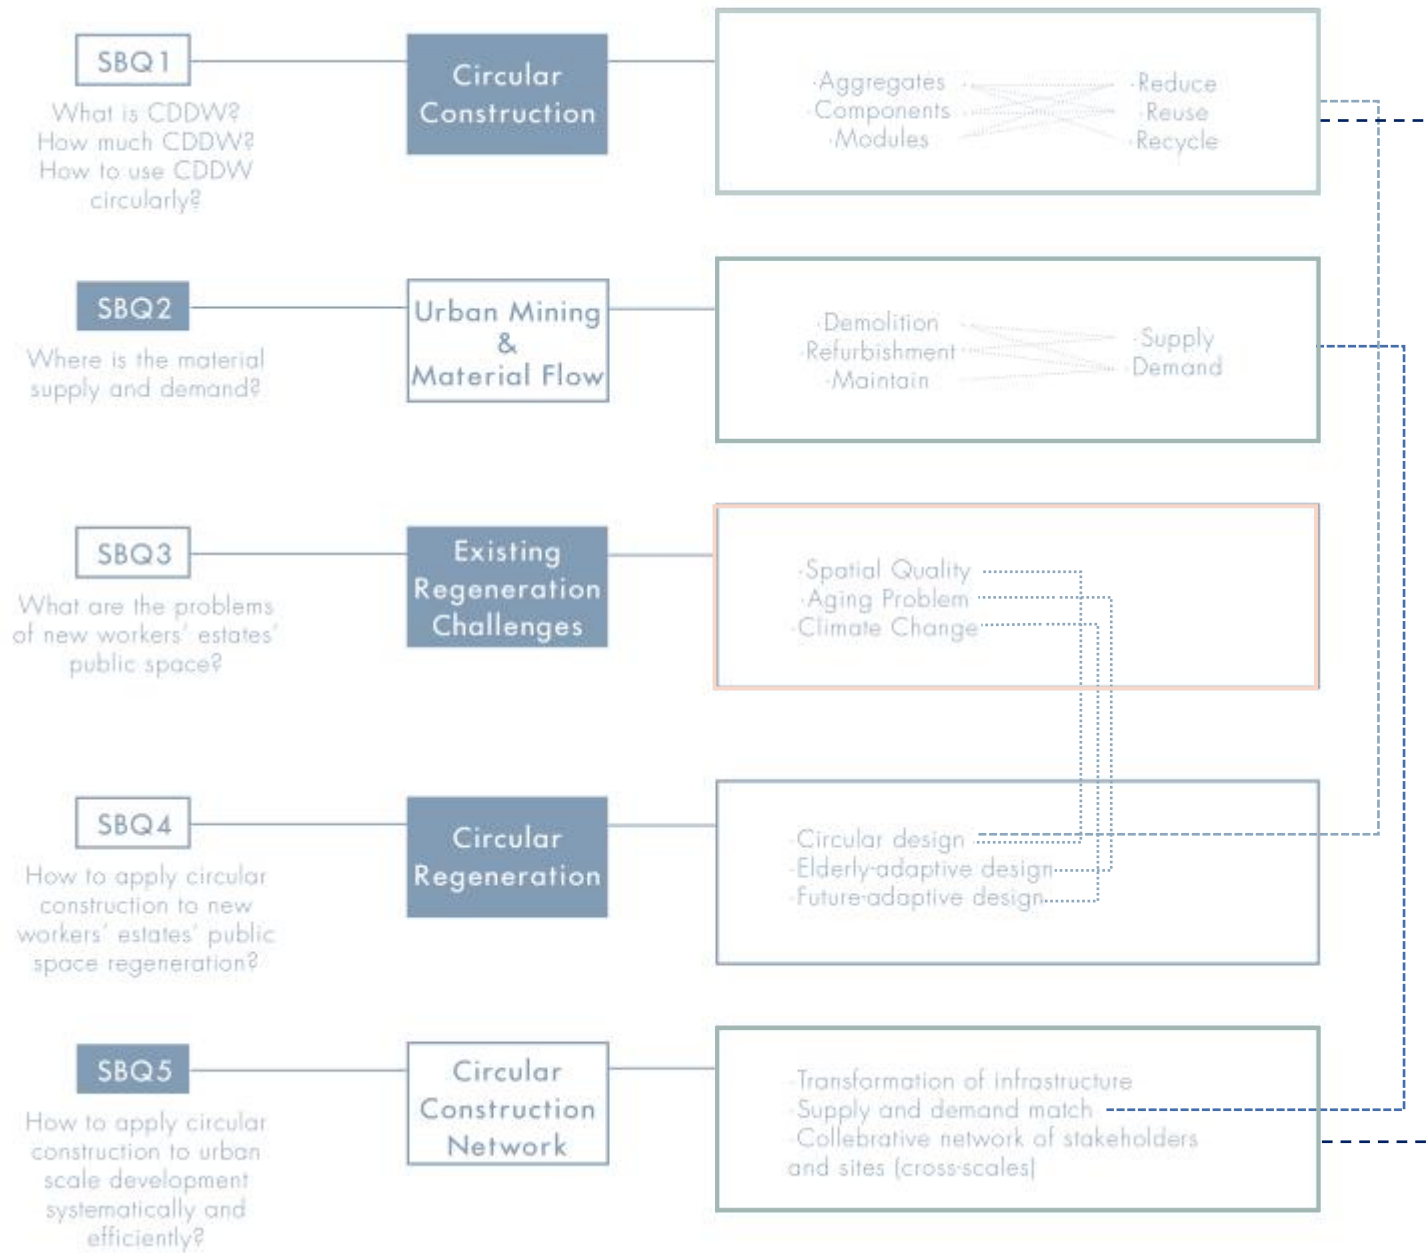 SBQ1
What is CDDW?
How much CDDW?
How to use CDDW
circularly?
Circular
Construction
·Aggregates
·Components
·Modules
·Reduce
·Reuse
·Recycle
SBQ2
Where is the material
supply and demand?
Urban Mining
&
Material Flow
·Demolition
·Refurbishment
·Maintain
·Supply
·Demand
SBQ3
What are the problems
of new workers’ estates’
public space?
Existing
Regeneration
Challenges
·Spatial Quality
·Aging Problem
·Climate Change
SBQ4
How to apply circular
construction to new
workers’ estates’ public
space regeneration?
Circular
Regeneration
·Circular design
·Elderly-adaptive design
·Future-adaptive design
SBQ5
How to apply circular
construction to urban
scale development
systematically and
efficiently?
Circular
Construction
Network
·Transformation of infrastructure
·Supply and demand match
·Collebrative network of stakeholders
and sites (cross-scales)